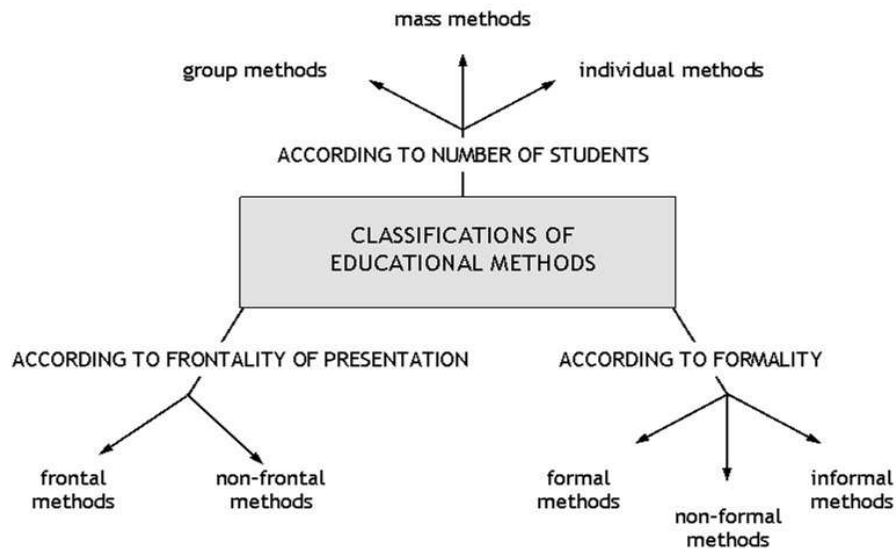 mass methods
group methods
individual methods
ACCORDING TO NUMBER OF STUDENTS
CLASSIFICATIONS OF
EDUCATIONAL METHODS
ACCORDING TO FRONTALITY OF PRESENTATION
ACCORDING TO FORMALITY
frontal
methods
non-frontal
methods
formal
methods
non-formal
methods
informal
methods